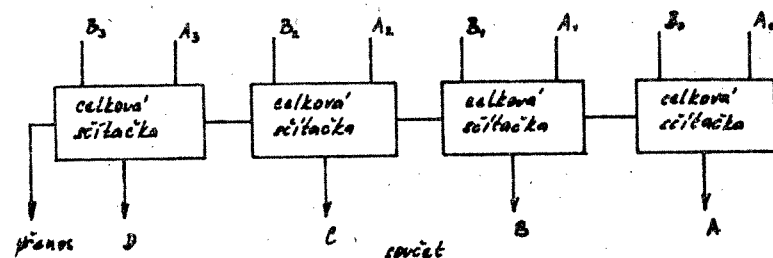 B₃ A₃ B₂ A₂ B₁ A₁ B₀ A₀
celková celková celková celková
sčítačka sčítačka sčítačka sčítačka
přenos D C B A
součet